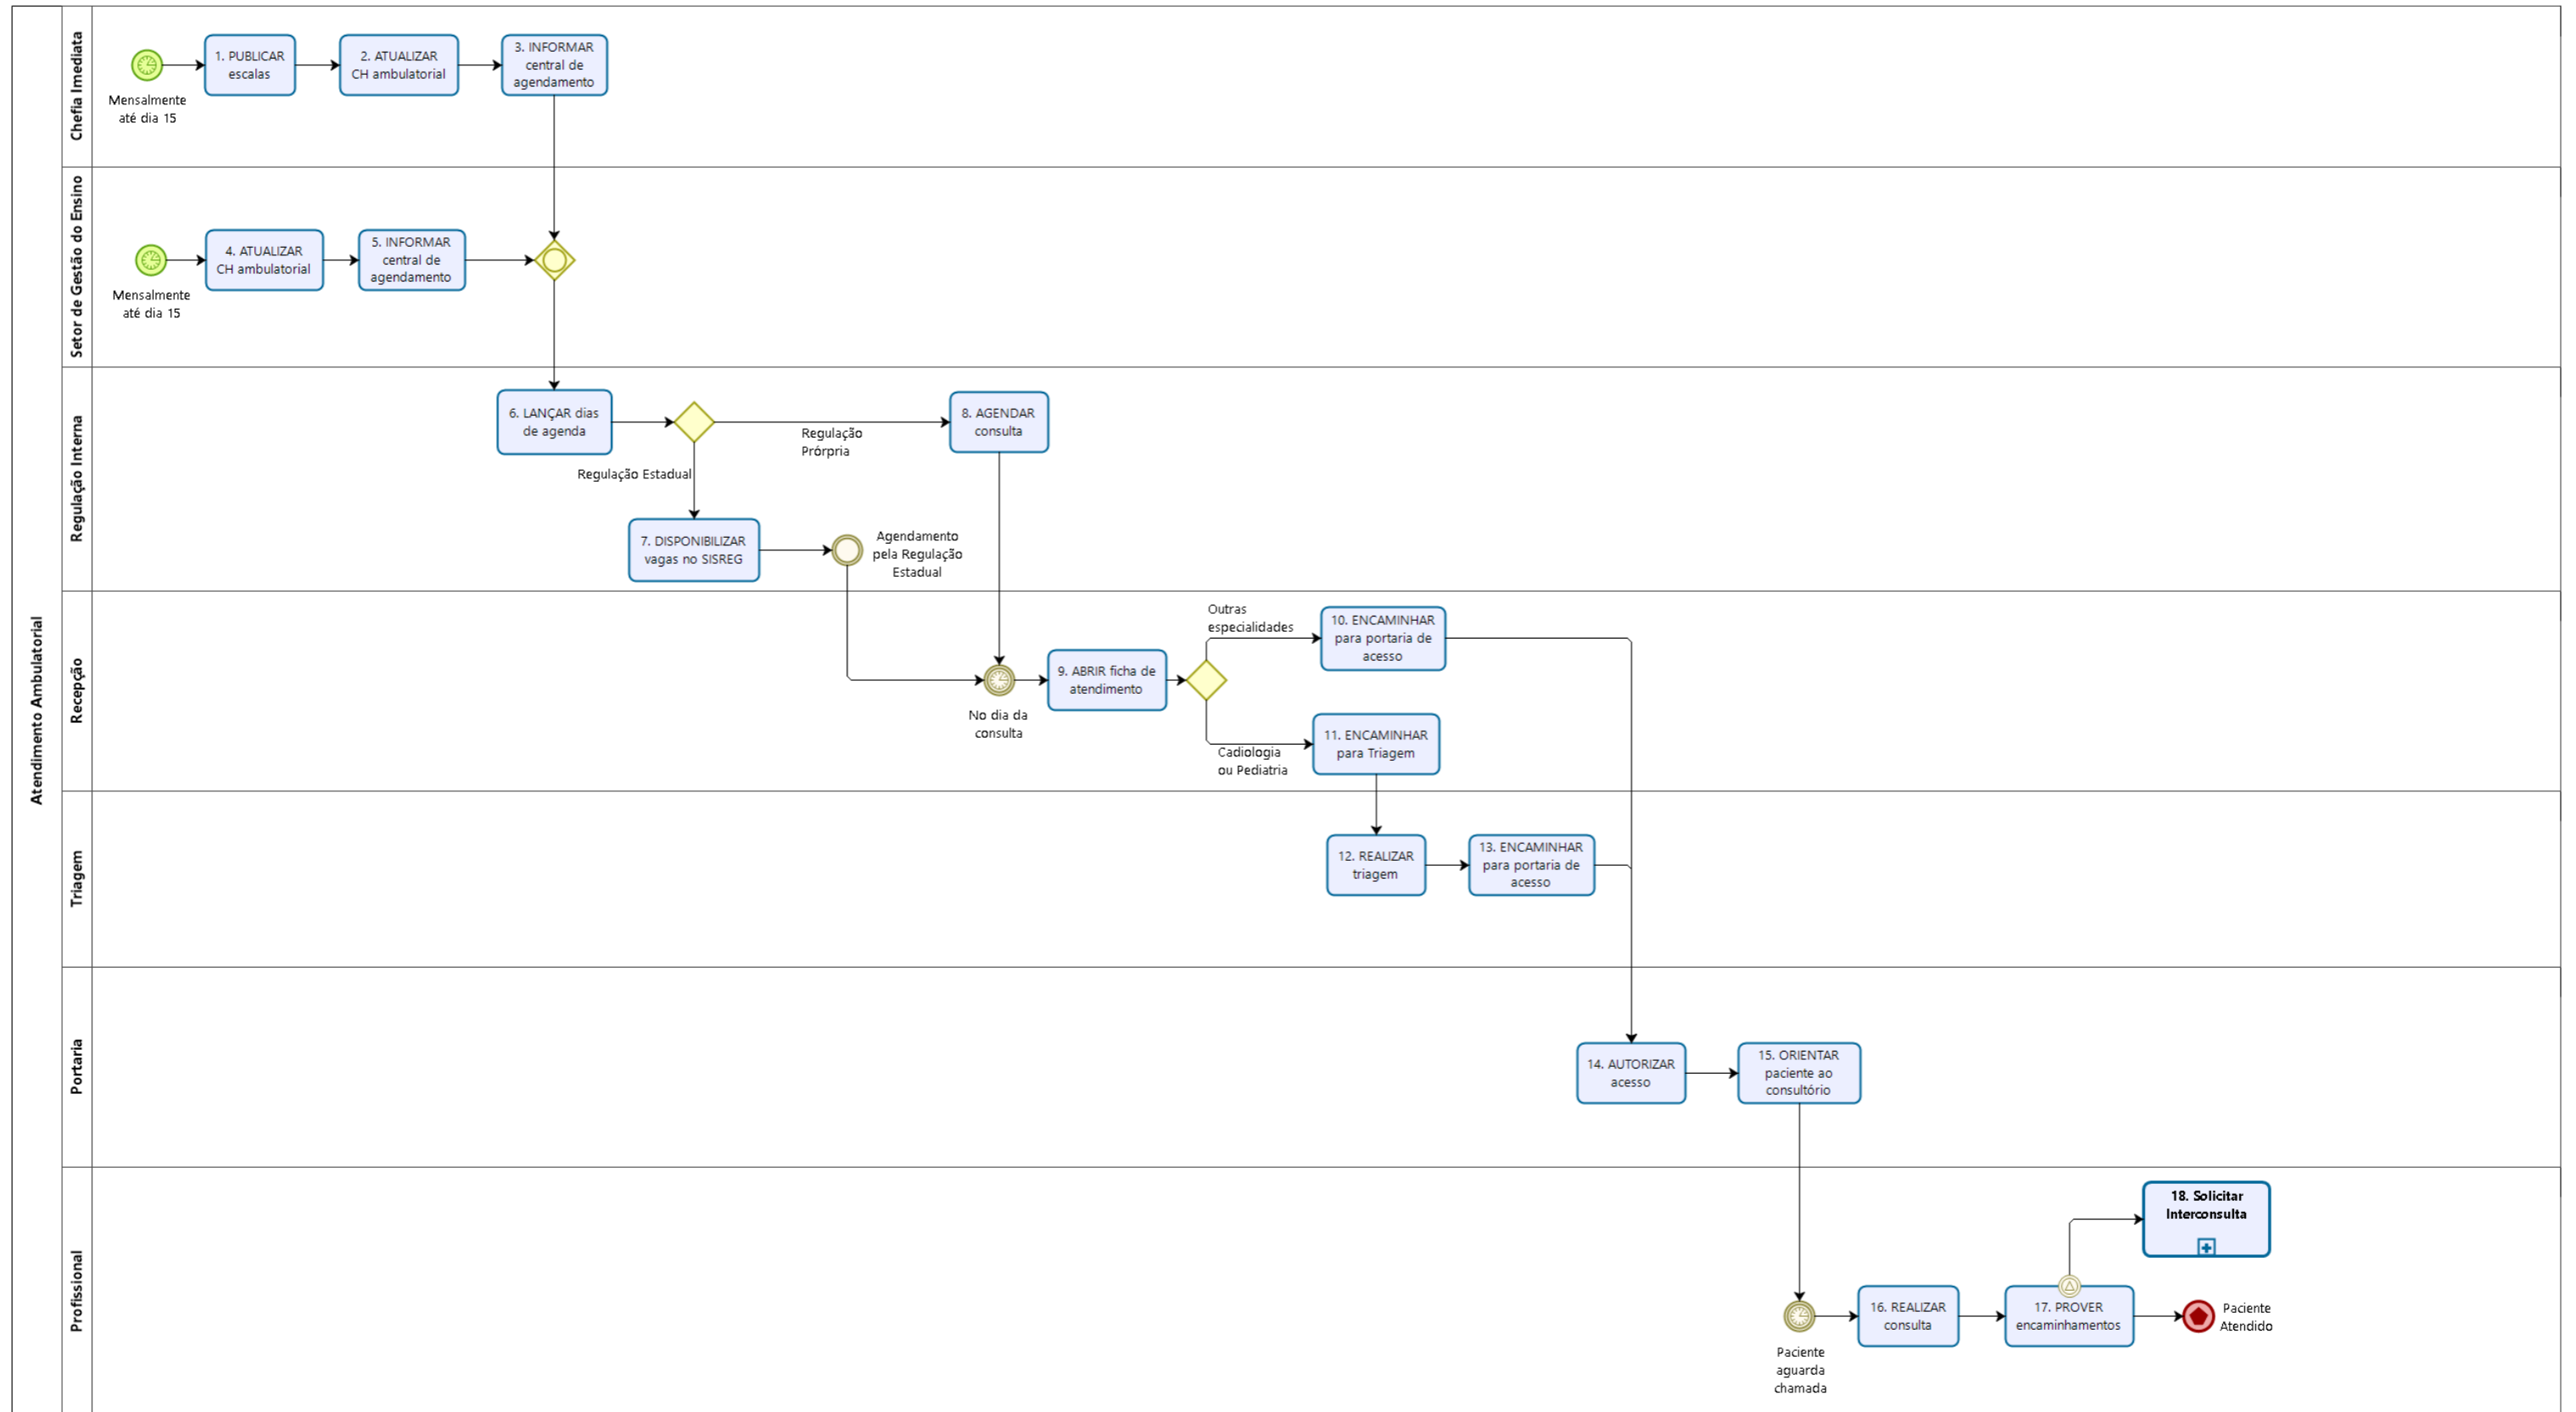 Atendimento Ambulatorial
Chefia Imediata
Mensalmente
até dia 15
1. PUBLICAR
escalas
2. ATUALIZAR
CH ambulatorial
3. INFORMAR
central de
agendamento
Setor de Gestão do Ensino
Mensalmente
até dia 15
4. ATUALIZAR
CH ambulatorial
5. INFORMAR
central de
agendamento
Regulação Interna
6. LANÇAR dias
de agenda
Regulação
Prórpria
8. AGENDAR
consulta
Regulação Estadual
7. DISPONIBILIZAR
vagas no SISREG
Agendamento
pela Regulação
Estadual
Recepção
No dia da
consulta
9. ABRIR ficha de
atendimento
Outras
especialidades
10. ENCAMINHAR
para portaria de
acesso
Cadiologia
ou Pediatria
11. ENCAMINHAR
para Triagem
Triagem
12. REALIZAR
triagem
13. ENCAMINHAR
para portaria de
acesso
Portaria
14. AUTORIZAR
acesso
15. ORIENTAR
paciente ao
consultório
Profissional
Paciente
aguarda
chamada
16. REALIZAR
consulta
17. PROVER
encaminhamentos
18. Solicitar
Interconsulta
Paciente
Atendido